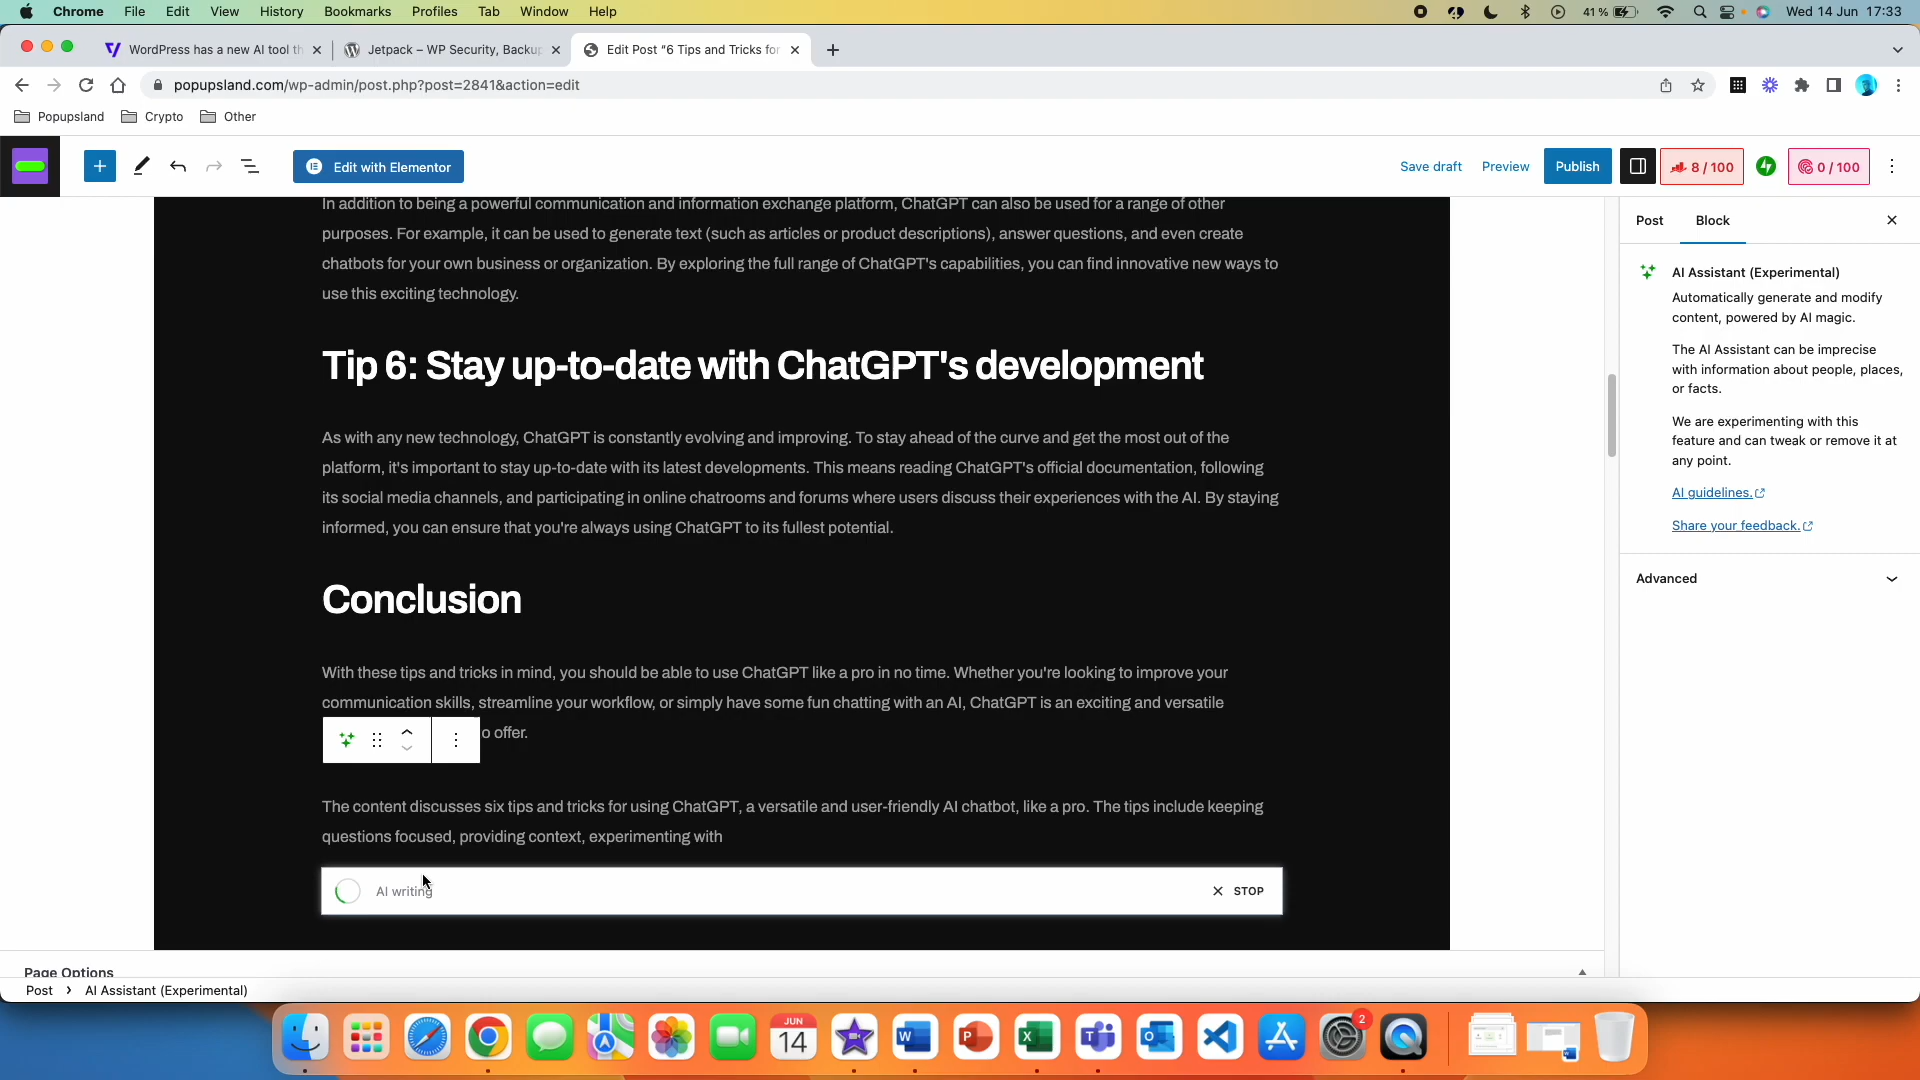 Chrome File Edit View History Bookmarks Profiles Tab Window Help 41 % Wed 14 Jun 17:33
WordPress has a new AI tool th Jetpack – WP Security, Backup Edit Post “6 Tips and Tricks for
popupsland.com/wp-admin/post.php?post=2841&action=edit
Popupsland Crypto Other
Edit with Elementor Save draft Preview Publish 8 / 100 0 / 100
In addition to being a powerful communication and information exchange platform, ChatGPT can also be used for a range of other
purposes. For example, it can be used to generate text (such as articles or product descriptions), answer questions, and even create
chatbots for your own business or organization. By exploring the full range of ChatGPT's capabilities, you can find innovative new ways to
use this exciting technology.
Tip 6: Stay up-to-date with ChatGPT's development
As with any new technology, ChatGPT is constantly evolving and improving. To stay ahead of the curve and get the most out of the
platform, it's important to stay up-to-date with its latest developments. This means reading ChatGPT's official documentation, following
its social media channels, and participating in online chatrooms and forums where users discuss their experiences with the AI. By staying
informed, you can ensure that you're always using ChatGPT to its fullest potential.
Conclusion
With these tips and tricks in mind, you should be able to use ChatGPT like a pro in no time. Whether you're looking to improve your
communication skills, streamline your workflow, or simply have some fun chatting with an AI, ChatGPT is an exciting and versatile
o offer.
The content discusses six tips and tricks for using ChatGPT, a versatile and user-friendly AI chatbot, like a pro. The tips include keeping
questions focused, providing context, experimenting with
AI writing STOP
Post Block
AI Assistant (Experimental)
Automatically generate and modify
content, powered by AI magic.
The AI Assistant can be imprecise
with information about people, places,
or facts.
We are experimenting with this
feature and can tweak or remove it at
any point.
AI guidelines.
Share your feedback.
Advanced
Page Options
Post › AI Assistant (Experimental)
JUN
14
W
P
X
T
O
2
W